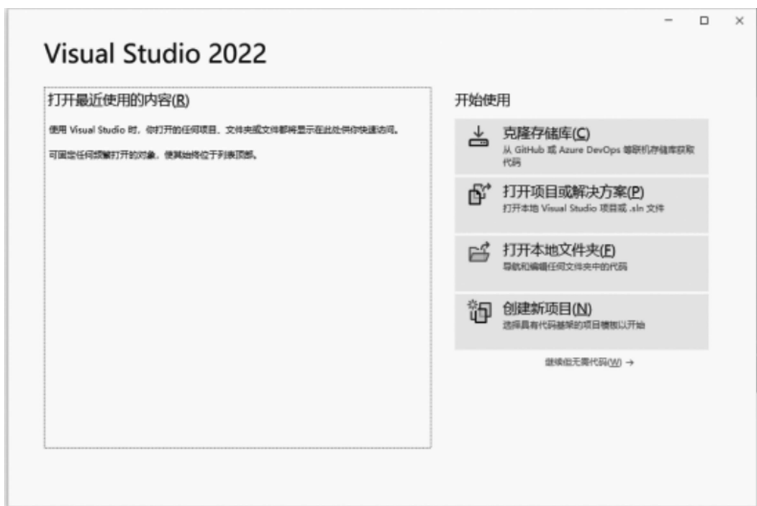 Visual Studio 2022
打开最近使用的内容(R)
使用 Visual Studio 时，你打开的任何项目、文件夹或文件都将显示在此处供你快速访问。
可固定任何频繁打开的对象，使其始终位于列表顶部。
开始使用
克隆存储库(C)
从 GitHub 或 Azure DevOps 等联机存储库获取
代码
打开项目或解决方案(P)
打开本地 Visual Studio 项目或 .sln 文件
打开本地文件夹(F)
导航和编辑任何文件夹中的代码
创建新项目(N)
选择具有代码基架的项目模板以开始
继续但无需代码(W) →